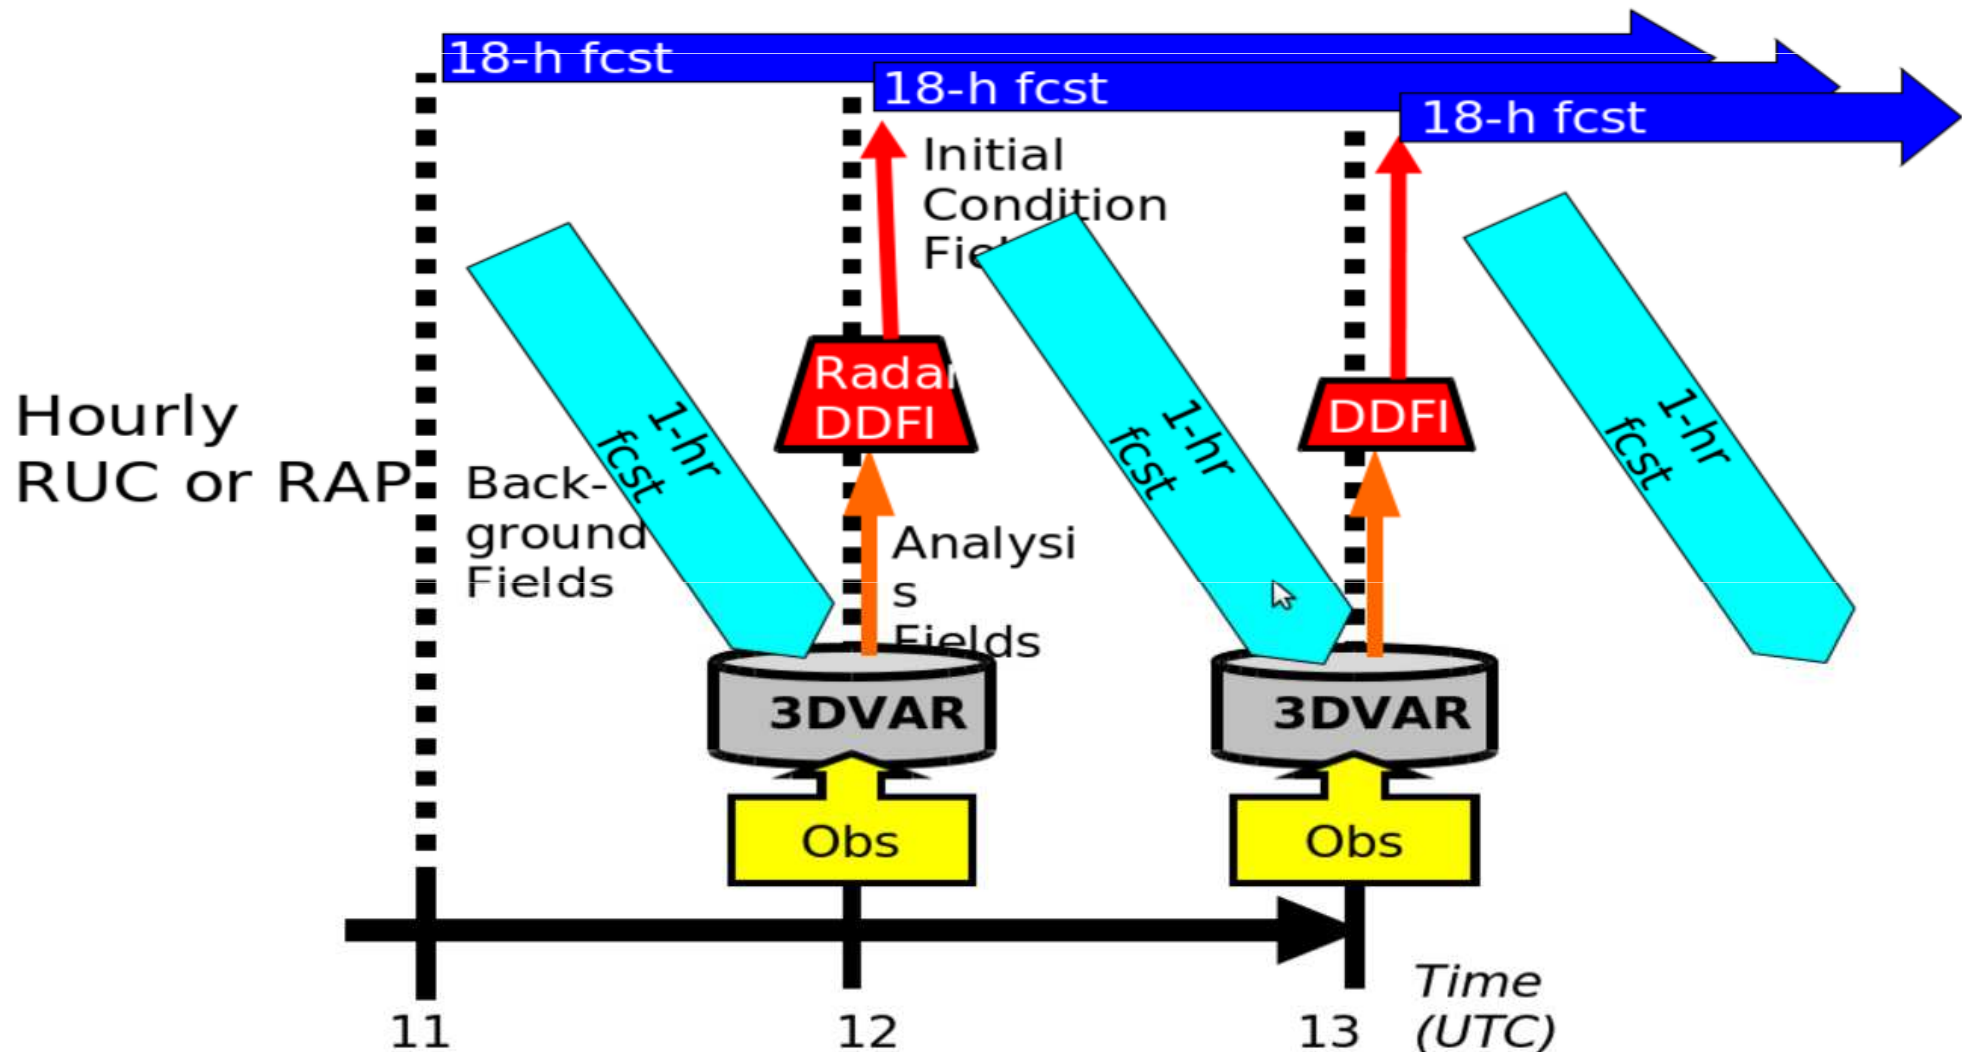 18-h fcst
18-h fcst
18-h fcst
Initial
Condition
Hourly
RUC or RAP
Back-
ground
Fields
1-hr
fcst
Radar
DDFI
Analysi
s
Fields
1-hr
fcst
DDFI
1-hr
fcst
3DVAR
3DVAR
Obs
Obs
11
12
13
Time
(UTC)